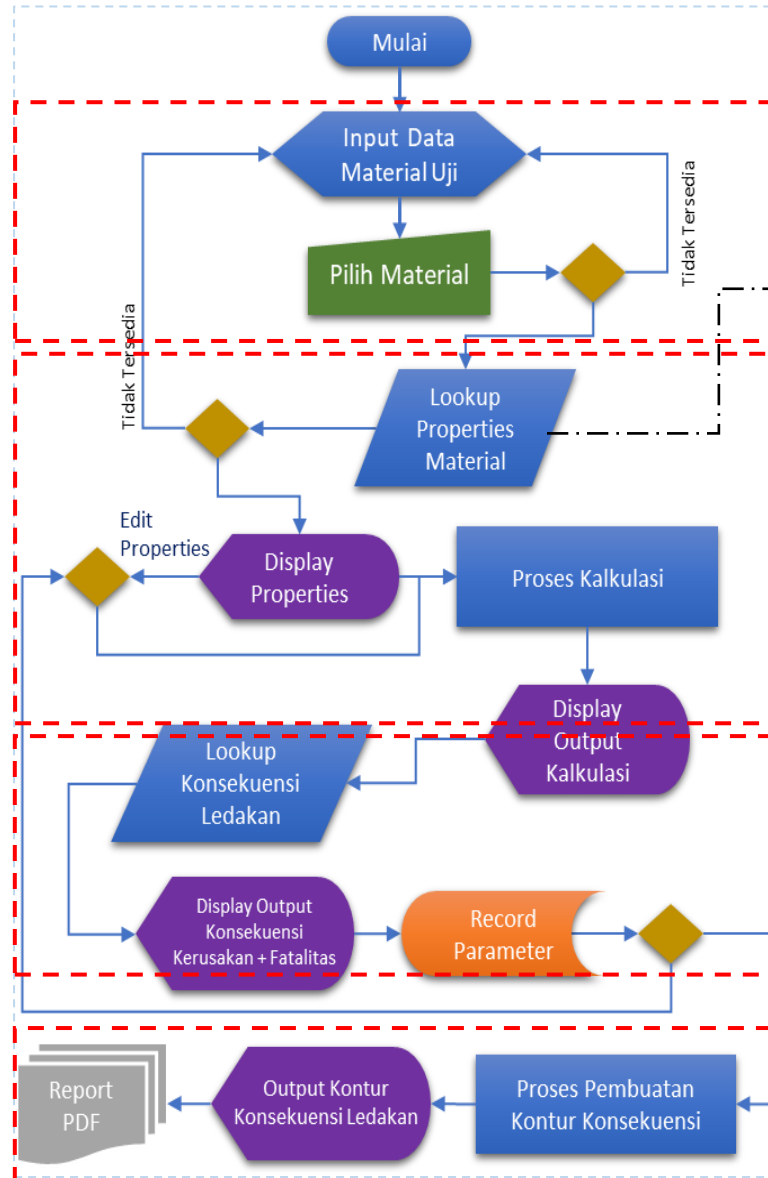 Mulai
Input Data
Material Uji
Pilih Material
Tidak Tersedia
Tidak Tersedia
Lookup
Properties
Material
Edit
Properties
Display
Properties
Proses Kalkulasi
Display
Output
Kalkulasi
Lookup
Konsekuensi
Ledakan
Display Output
Konsekuensi
Kerusakan + Fatalitas
Record
Parameter
Report
PDF
Output Kontur
Konsekuensi Ledakan
Proses Pembuatan
Kontur Konsekuensi